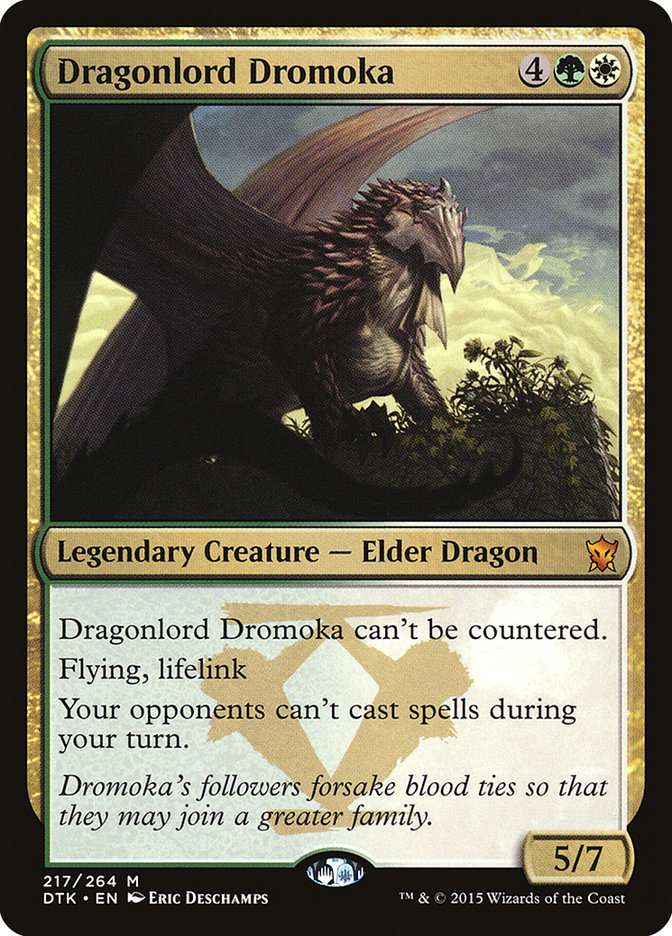 Dragonlord Dromoka 4
Legendary Creature — Elder Dragon
Dragonlord Dromoka can't be countered.
Flying, lifelink
Your opponents can't cast spells during
your turn.
Dromoka's followers forsake blood ties so that
they may join a greater family.
5/7
217/264 M
DTK • EN Eric Deschamps
™ & © 2015 Wizards of the Coast